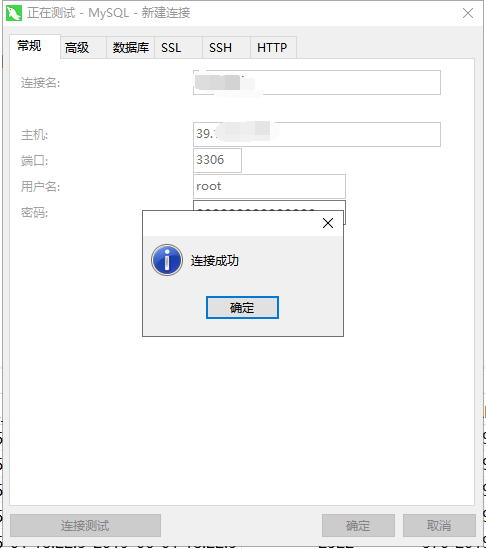 正在测试 - MySQL - 新建连接
常规 高级 数据库 SSL SSH HTTP
连接名:
主机: 39.
端口: 3306
用户名: root
密码:
连接成功
确定
连接测试 确定 取消